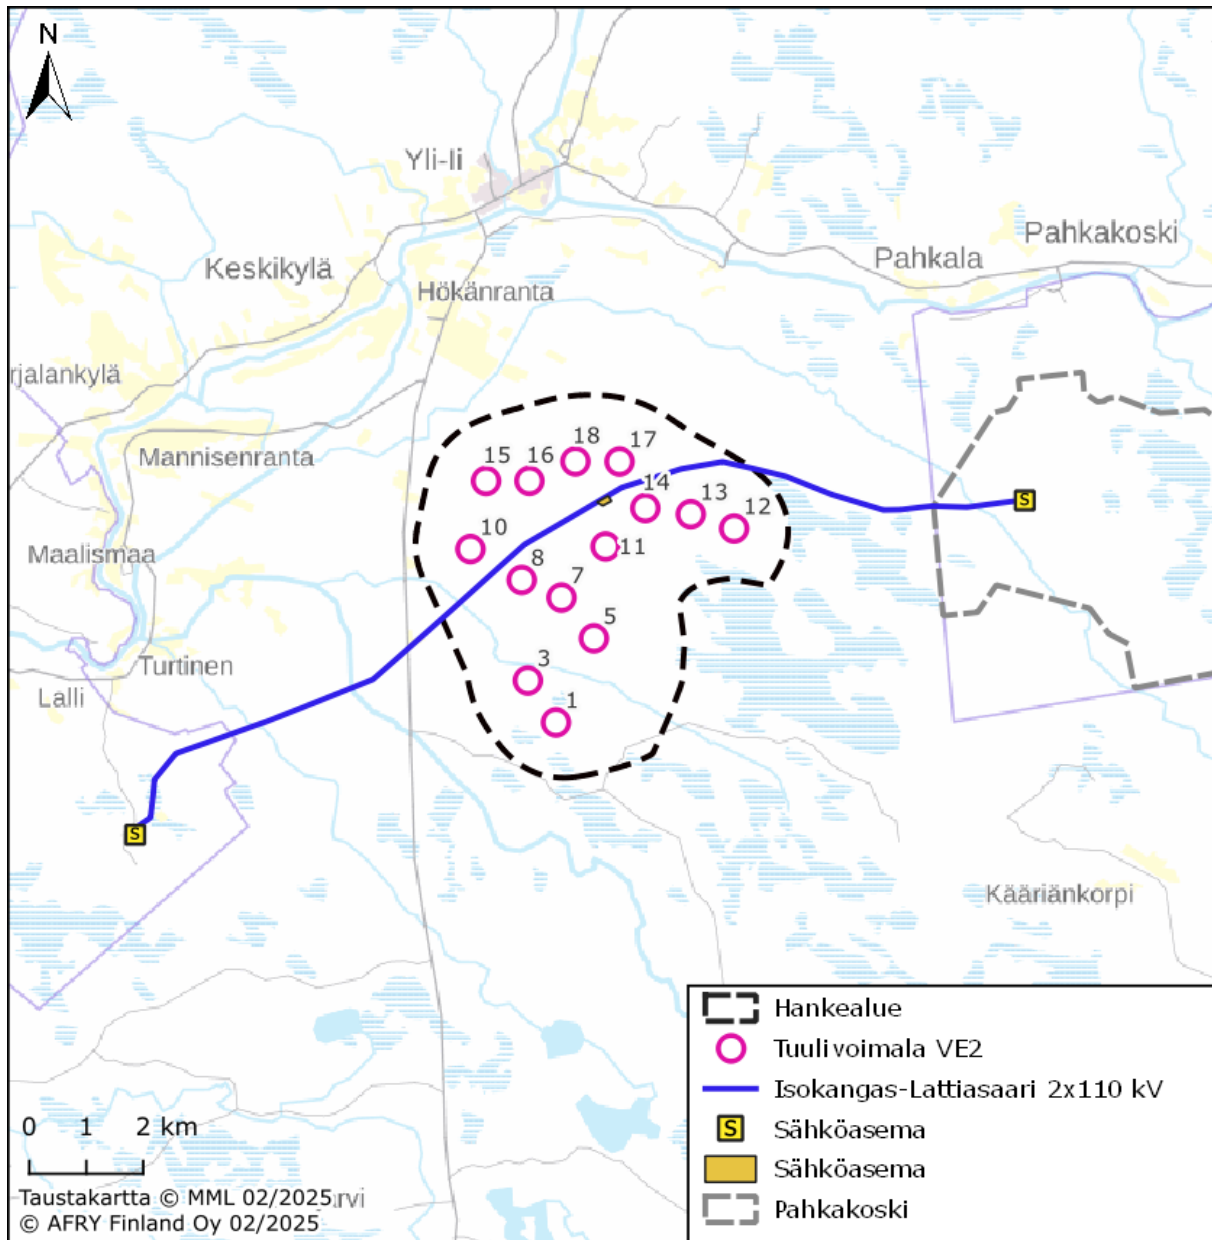 N
Yli-Ii
Pahkakoski
Pahkala
Keskikylä
Hökänranta
rjalankylä
Mannisenranta
18
17
15
16
14
13
12
S
10
11
Maalismaa
8
7
5
Turtinen
3
Lalli
1
S
Kääriänkorpi
Hankealue
Tuulivoimala VE2
Isokangas-Lattiasaari 2x110 kV
S Sähköasema
Sähköasema
Pahkakoski
0 1 2 km
Taustakartta © MML 02/2025
arvi
© AFRY Finland Oy 02/2025